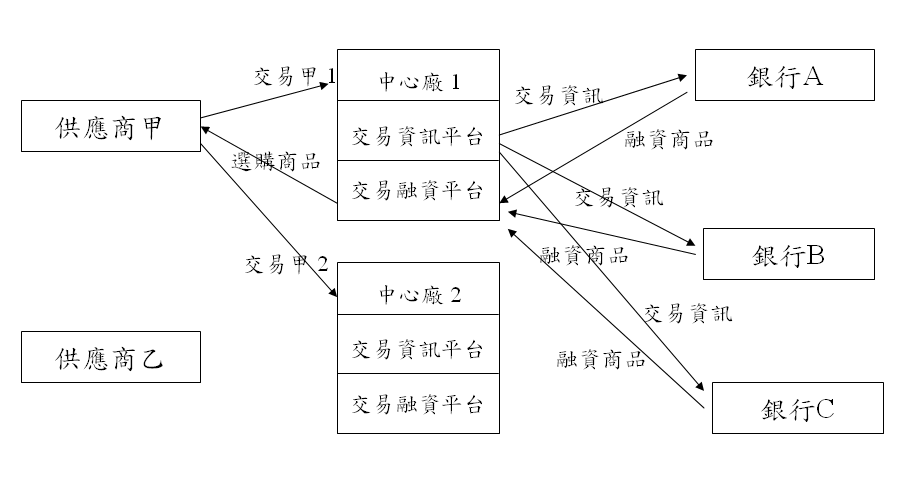 交易甲 1
中心廠 1
銀行A
交易資訊
供應商甲
交易資訊平台
融資商品
選購商品
交易融資平台
交易資訊
銀行B
融資商品
交易甲 2
中心廠 2
交易資訊
供應商乙
交易資訊平台
融資商品
交易融資平台
銀行C